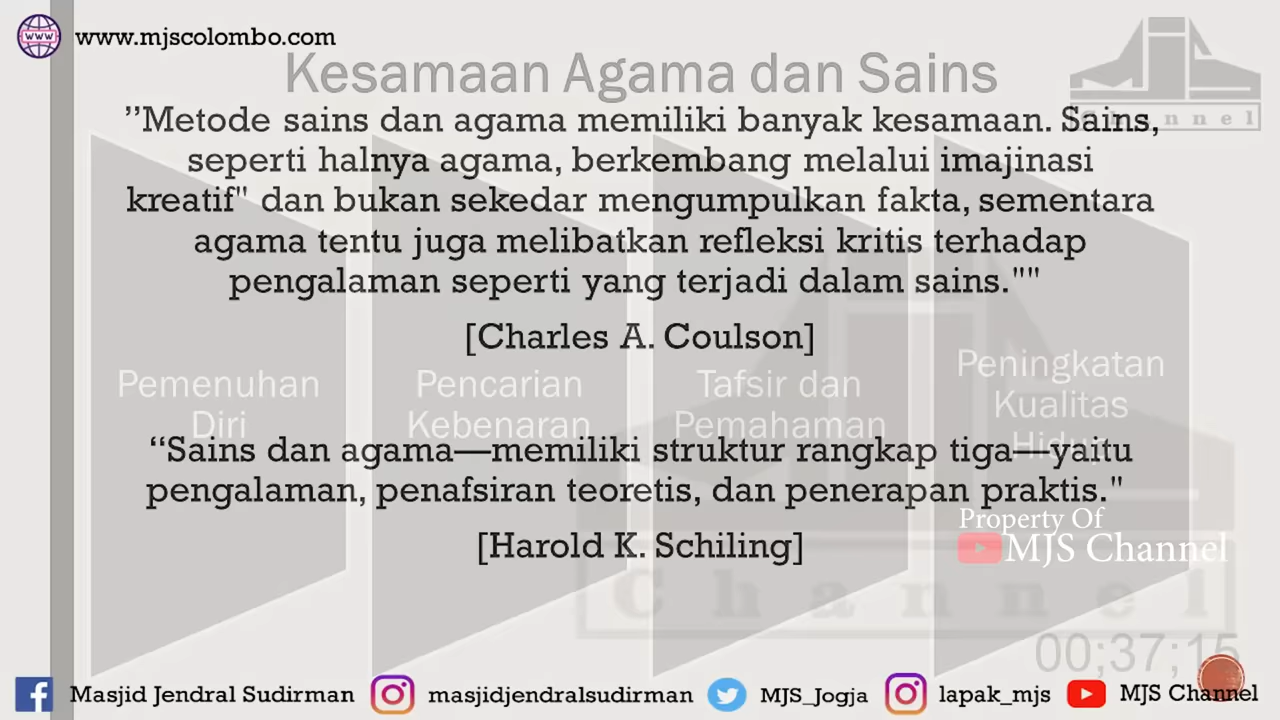 www.mjscolombo.com
Kesamaan Agama dan Sains
Channel
’’Metode sains dan agama memiliki banyak kesamaan. Sains,
seperti halnya agama, berkembang melalui imajinasi
kreatif" dan bukan sekedar mengumpulkan fakta, sementara
agama tentu juga melibatkan refleksi kritis terhadap
pengalaman seperti yang terjadi dalam sains.""
[Charles A. Coulson]
Pemenuhan
Diri
Pencarian
Kebenaran
Tafsir dan
Pemahaman
Peningkatan
Kualitas
Hidup
“Sains dan agama—memiliki struktur rangkap tiga—yaitu
pengalaman, penafsiran teoretis, dan penerapan praktis."
[Harold K. Schiling]
Property Of
MJS Channel
Channel
00;37;15
Masjid Jendral Sudirman masjidjendralsudirman MJS_Jogja lapak_mjs MJS Channel